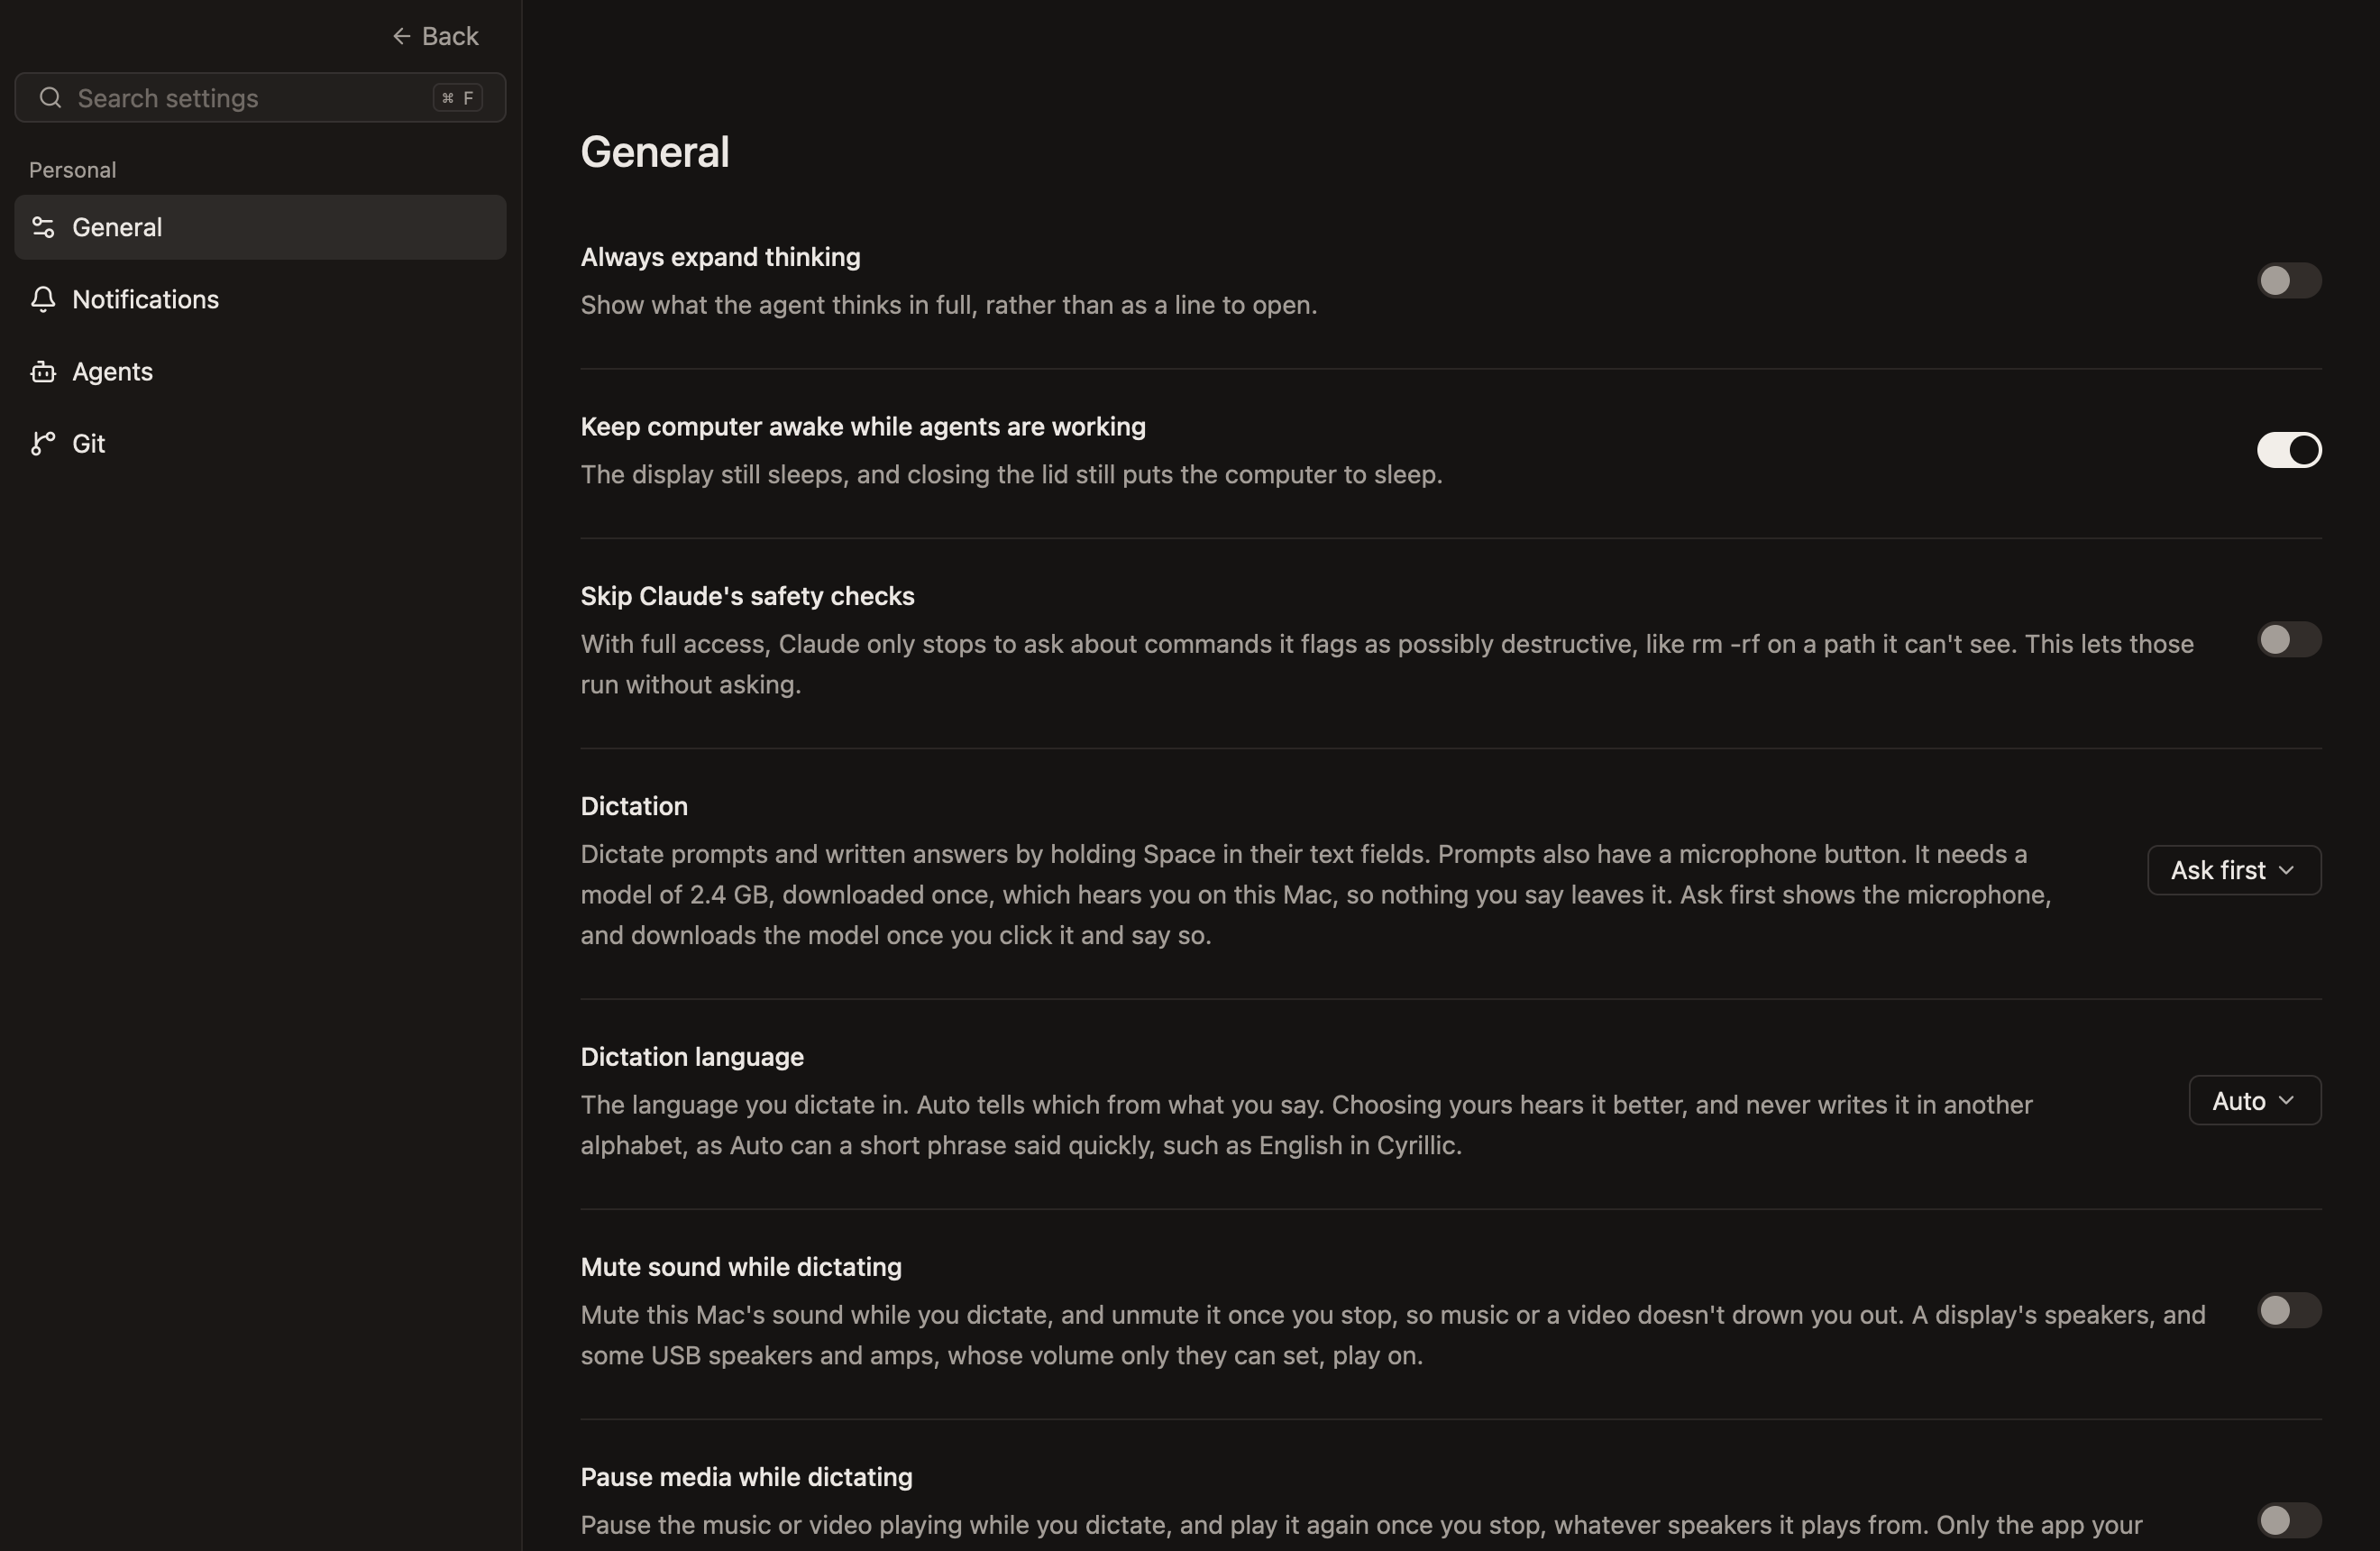 Back
Search settings
⌘ F
Personal
General
Notifications
Agents
Git
General
Always expand thinking
Show what the agent thinks in full, rather than as a line to open.
Keep computer awake while agents are working
The display still sleeps, and closing the lid still puts the computer to sleep.
Skip Claude's safety checks
With full access, Claude only stops to ask about commands it flags as possibly destructive, like rm -rf on a path it can't see. This lets those
run without asking.
Dictation
Dictate prompts and written answers by holding Space in their text fields. Prompts also have a microphone button. It needs a
model of 2.4 GB, downloaded once, which hears you on this Mac, so nothing you say leaves it. Ask first shows the microphone,
and downloads the model once you click it and say so.
Ask first
Dictation language
The language you dictate in. Auto tells which from what you say. Choosing yours hears it better, and never writes it in another
alphabet, as Auto can a short phrase said quickly, such as English in Cyrillic.
Auto
Mute sound while dictating
Mute this Mac's sound while you dictate, and unmute it once you stop, so music or a video doesn't drown you out. A display's speakers, and
some USB speakers and amps, whose volume only they can set, play on.
Pause media while dictating
Pause the music or video playing while you dictate, and play it again once you stop, whatever speakers it plays from. Only the app your